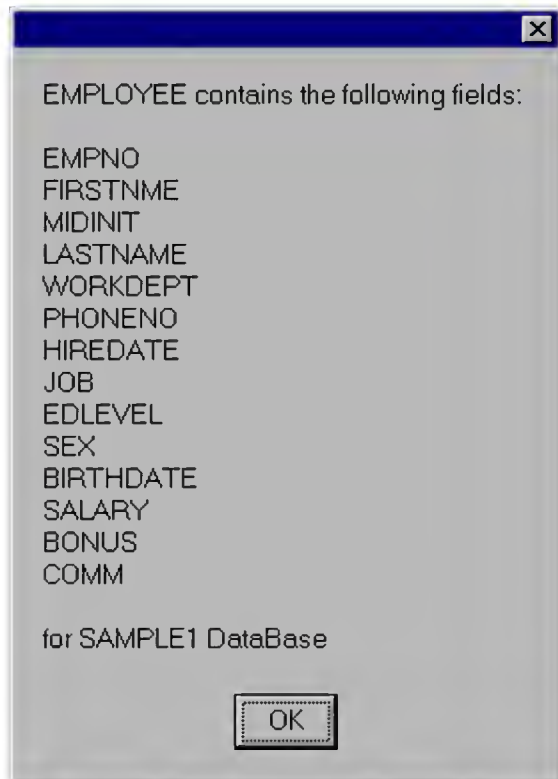 EMPLOYEE contains the following fields:
EMPNO
FIRSTNME
MIDINIT
LASTNAME
WORKDEPT
PHONENO
HIREDATE
JOB
EDLEVEL
SEX
BIRTHDATE
SALARY
BONUS
COMM
for SAMPLE1 DataBase
OK